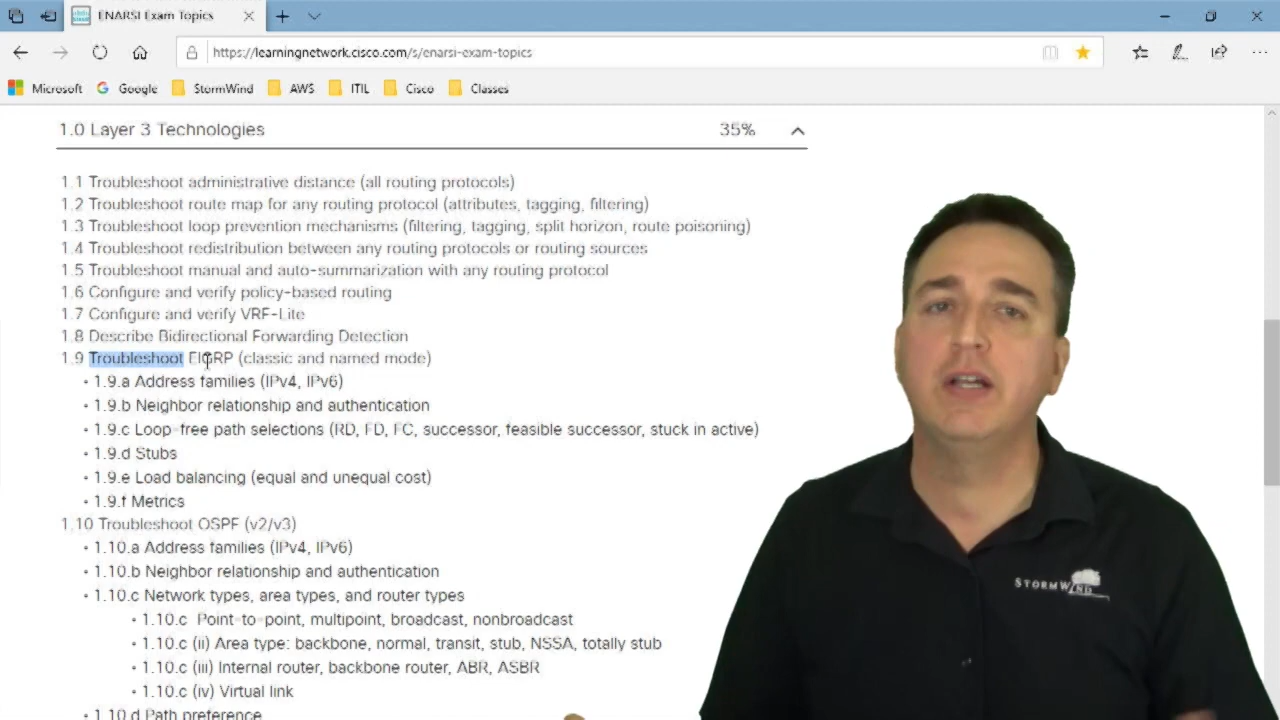 ENARSI Exam Topics
https://learningnetwork.cisco.com/s/enarsi-exam-topics
Microsoft Google StormWind AWS ITIL Cisco Classes
1.0 Layer 3 Technologies 35%
1.1 Troubleshoot administrative distance (all routing protocols)
1.2 Troubleshoot route map for any routing protocol (attributes, tagging, filtering)
1.3 Troubleshoot loop prevention mechanisms (filtering, tagging, split horizon, route poisoning)
1.4 Troubleshoot redistribution between any routing protocols or routing sources
1.5 Troubleshoot manual and auto-summarization with any routing protocol
1.6 Configure and verify policy-based routing
1.7 Configure and verify VRF-Lite
1.8 Describe Bidirectional Forwarding Detection
1.9 Troubleshoot EIGRP (classic and named mode)
• 1.9.a Address families (IPv4, IPv6)
• 1.9.b Neighbor relationship and authentication
• 1.9.c Loop-free path selections (RD, FD, FC, successor, feasible successor, stuck in active)
• 1.9.d Stubs
• 1.9.e Load balancing (equal and unequal cost)
• 1.9.f Metrics
1.10 Troubleshoot OSPF (v2/v3)
• 1.10.a Address families (IPv4, IPv6)
• 1.10.b Neighbor relationship and authentication
• 1.10.c Network types, area types, and router types
• 1.10.c Point-to-point, multipoint, broadcast, nonbroadcast
• 1.10.c (ii) Area type: backbone, normal, transit, stub, NSSA, totally stub
• 1.10.c (iii) Internal router, backbone router, ABR, ASBR
• 1.10.c (iv) Virtual link
• 1.10.d Path preference
STORMWIND